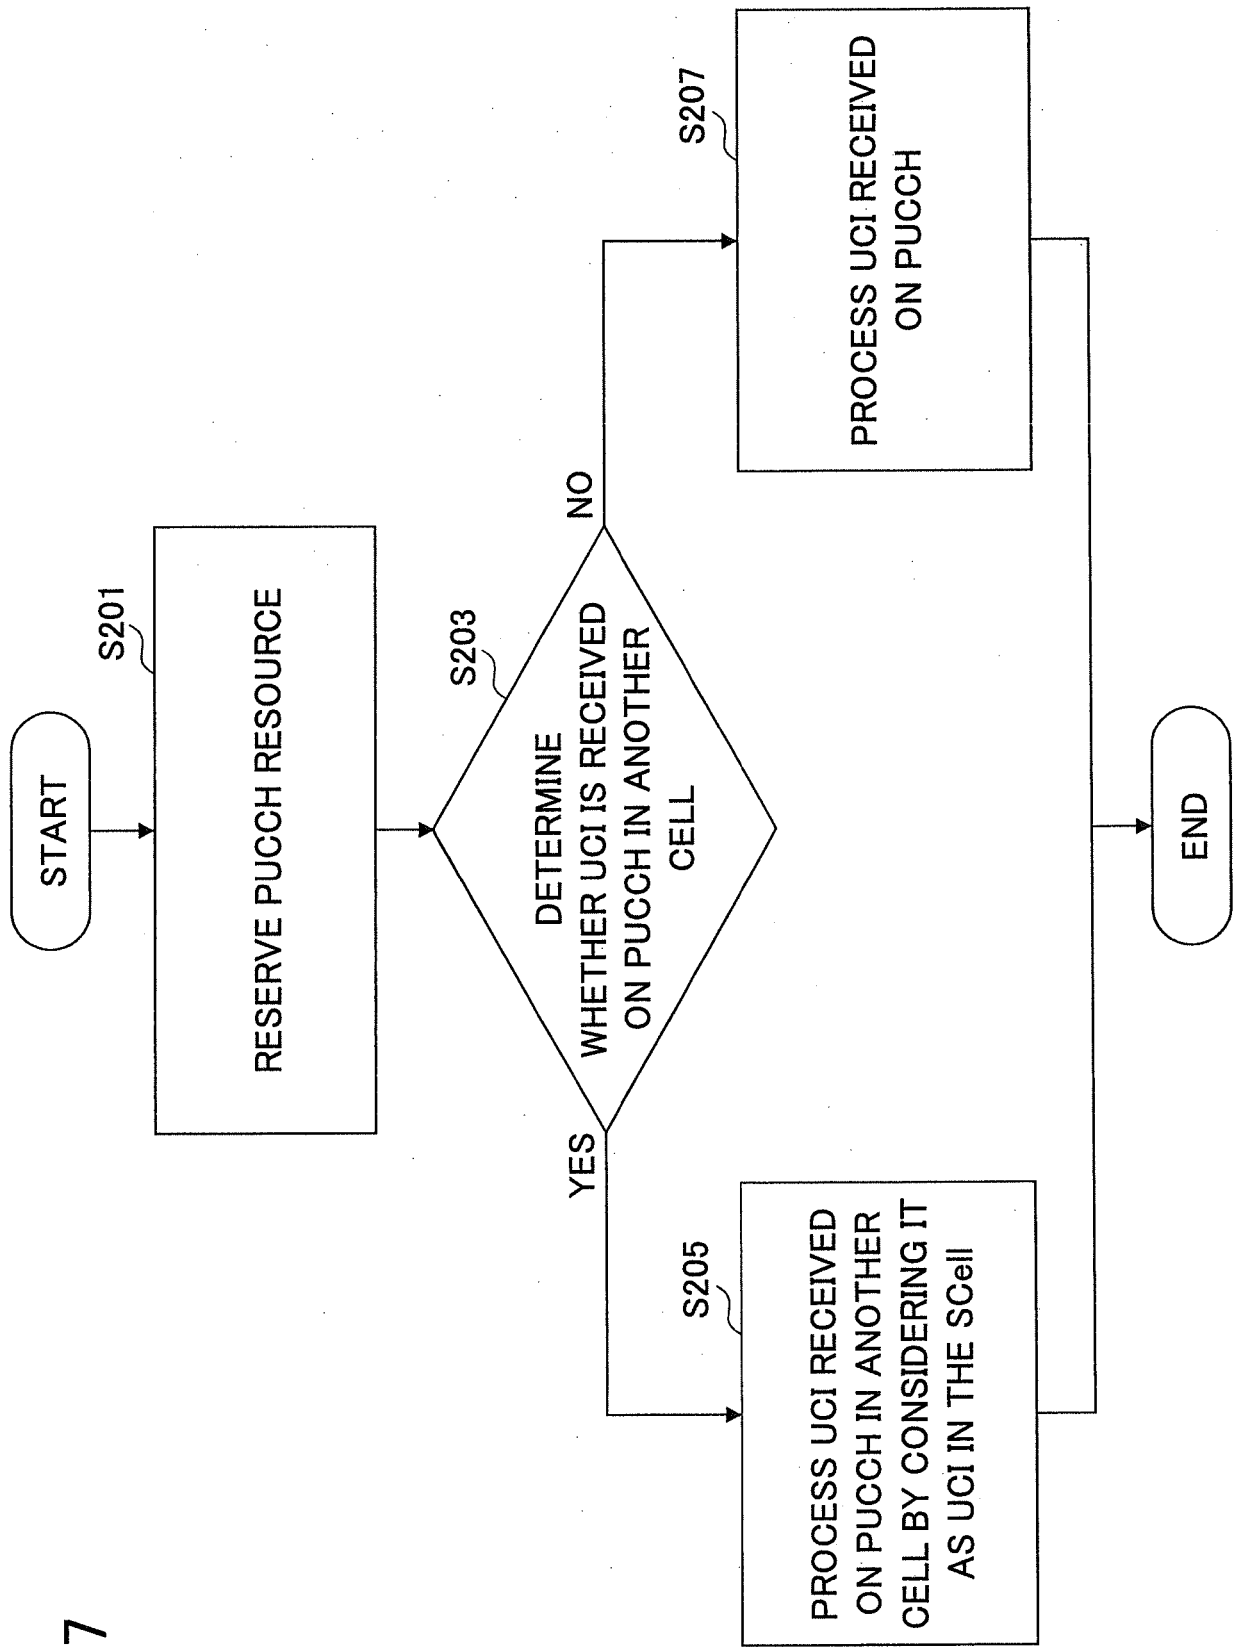 7
START
S201
RESERVE PUCCH RESOURCE
S203
DETERMINE
WHETHER UCI IS RECEIVED
ON PUCCH IN ANOTHER
CELL
YES
NO
S205
PROCESS UCI RECEIVED
ON PUCCH IN ANOTHER
CELL BY CONSIDERING IT
AS UCI IN THE SCell
S207
PROCESS UCI RECEIVED
ON PUCCH
END